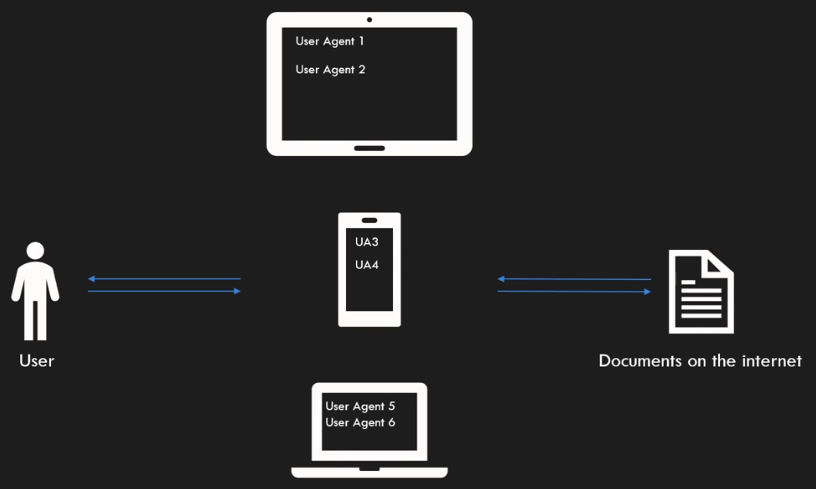 User Agent 1
User Agent 2
UA3
UA4
User
Documents on the internet
User Agent 5
User Agent 6